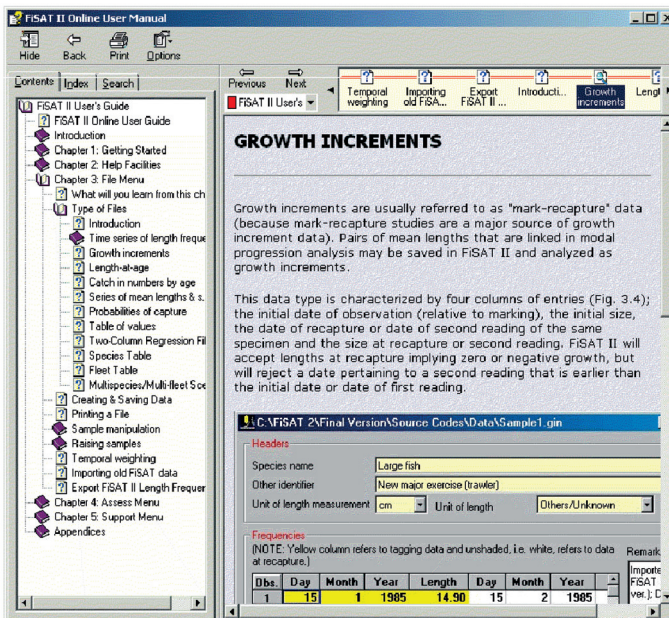 FiSAT II Online User Manual
Hide Back Print Options
Contents Index Search
FiSAT II User's Guide
FiSAT II Online User Guide
Introduction
Chapter 1: Getting Started
Chapter 2: Help Facilities
Chapter 3: File Menu
What will you learn from this ch
Type of Files
Introduction
Time series of length freque
Growth increments
Length-at-age
Catch in numbers by age
Series of mean lengths & s.
Probabilities of capture
Table of values
Two-Column Regression Fil
Species Table
Fleet Table
Multispecies/Multi-fleet Sce
Creating & Saving Data
Printing a File
Sample manipulation
Raising samples
Temporal weighting
Importing old FiSAT data
Export FiSAT II Length Frequer
Chapter 4: Assess Menu
Chapter 5: Support Menu
Appendices
Previous Next
FiSAT II User's
Temporal weighting
Importing old FiSA...
Export FiSAT II ...
Introducti...
Growth increments
Lengt
GROWTH INCREMENTS
Growth increments are usually referred to as "mark-recapture" data
(because mark-recapture studies are a major source of growth
increment data). Pairs of mean lengths that are linked in modal
progression analysis may be saved in FiSAT II and analyzed as
growth increments.
This data type is characterized by four columns of entries (Fig. 3.4);
the initial date of observation (relative to marking), the initial size,
the date of recapture or date of second reading of the same
specimen and the size at recapture or second reading. FiSAT II will
accept lengths at recapture implying zero or negative growth, but
will reject a date pertaining to a second reading that is earlier than
the initial date or date of first reading.
C:\FiSAT 2\Final Version\Source Codes\Data\Sample1.gin
Headers
Species name Large fish
Other identifier New major exercise (trawler)
Unit of length measurement cm Unit of length Others/Unknown
Frequencies
(NOTE: Yellow column refers to tagging data and unshaded, i.e. white, refers to data
at recapture.)
Remark
Importe
FiSAT
ver.); D
Obs. Day Month Year Length Day Month Year
1 15 1 1985 14.90 15 2 1985